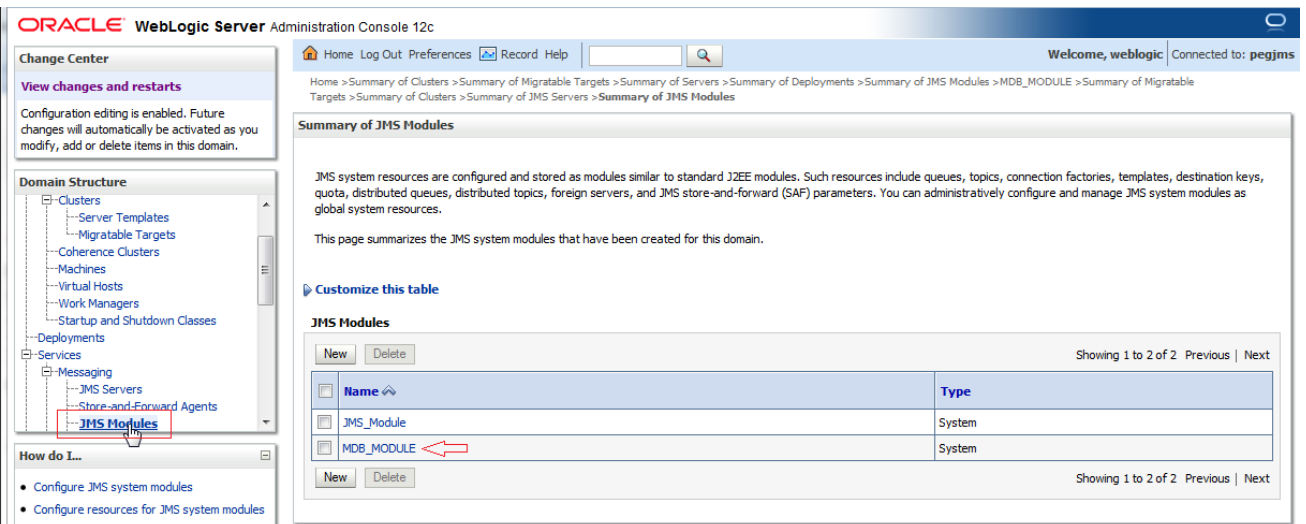 ORACLE WebLogic Server Administration Console 12c
Change Center
View changes and restarts
Configuration editing is enabled. Future
changes will automatically be activated as you
modify, add or delete items in this domain.
Domain Structure
Clusters
Server Templates
Migratable Targets
Coherence Clusters
Machines
Virtual Hosts
Work Managers
Startup and Shutdown Classes
Deployments
Services
Messaging
JMS Servers
Store-and-Forward Agents
JMS Modules
How do I...
Configure JMS system modules
Configure resources for JMS system modules
Home Log Out Preferences Record Help
Welcome, weblogic Connected to: pegjms
Home >Summary of Clusters >Summary of Migratable Targets >Summary of Servers >Summary of Deployments >Summary of JMS Modules >MDB_MODULE >Summary of Migratable
Targets >Summary of Clusters >Summary of JMS Servers >Summary of JMS Modules
Summary of JMS Modules
JMS system resources are configured and stored as modules similar to standard J2EE modules. Such resources include queues, topics, connection factories, templates, destination keys,
quota, distributed queues, distributed topics, foreign servers, and JMS store-and-forward (SAF) parameters. You can administratively configure and manage JMS system modules as
global system resources.
This page summarizes the JMS system modules that have been created for this domain.
Customize this table
JMS Modules
New Delete Showing 1 to 2 of 2 Previous | Next
Name Type
JMS_Module System
MDB_MODULE System
New Delete Showing 1 to 2 of 2 Previous | Next